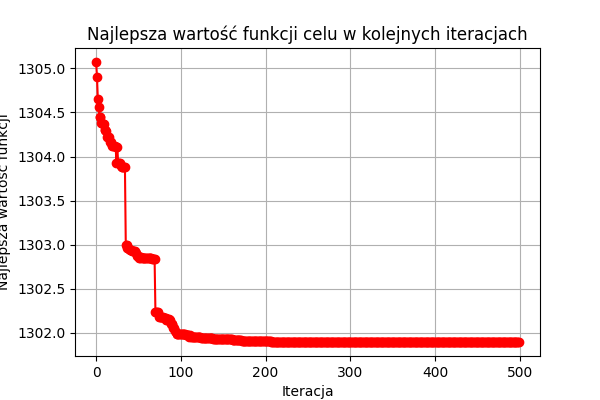 Najlepsza wartość funkcji celu w kolejnych iteracjach
Najlepsza wartość funkcji
1305.0
1304.5
1304.0
1303.5
1303.0
1302.5
1302.0
0 100 200 300 400 500
Iteracja